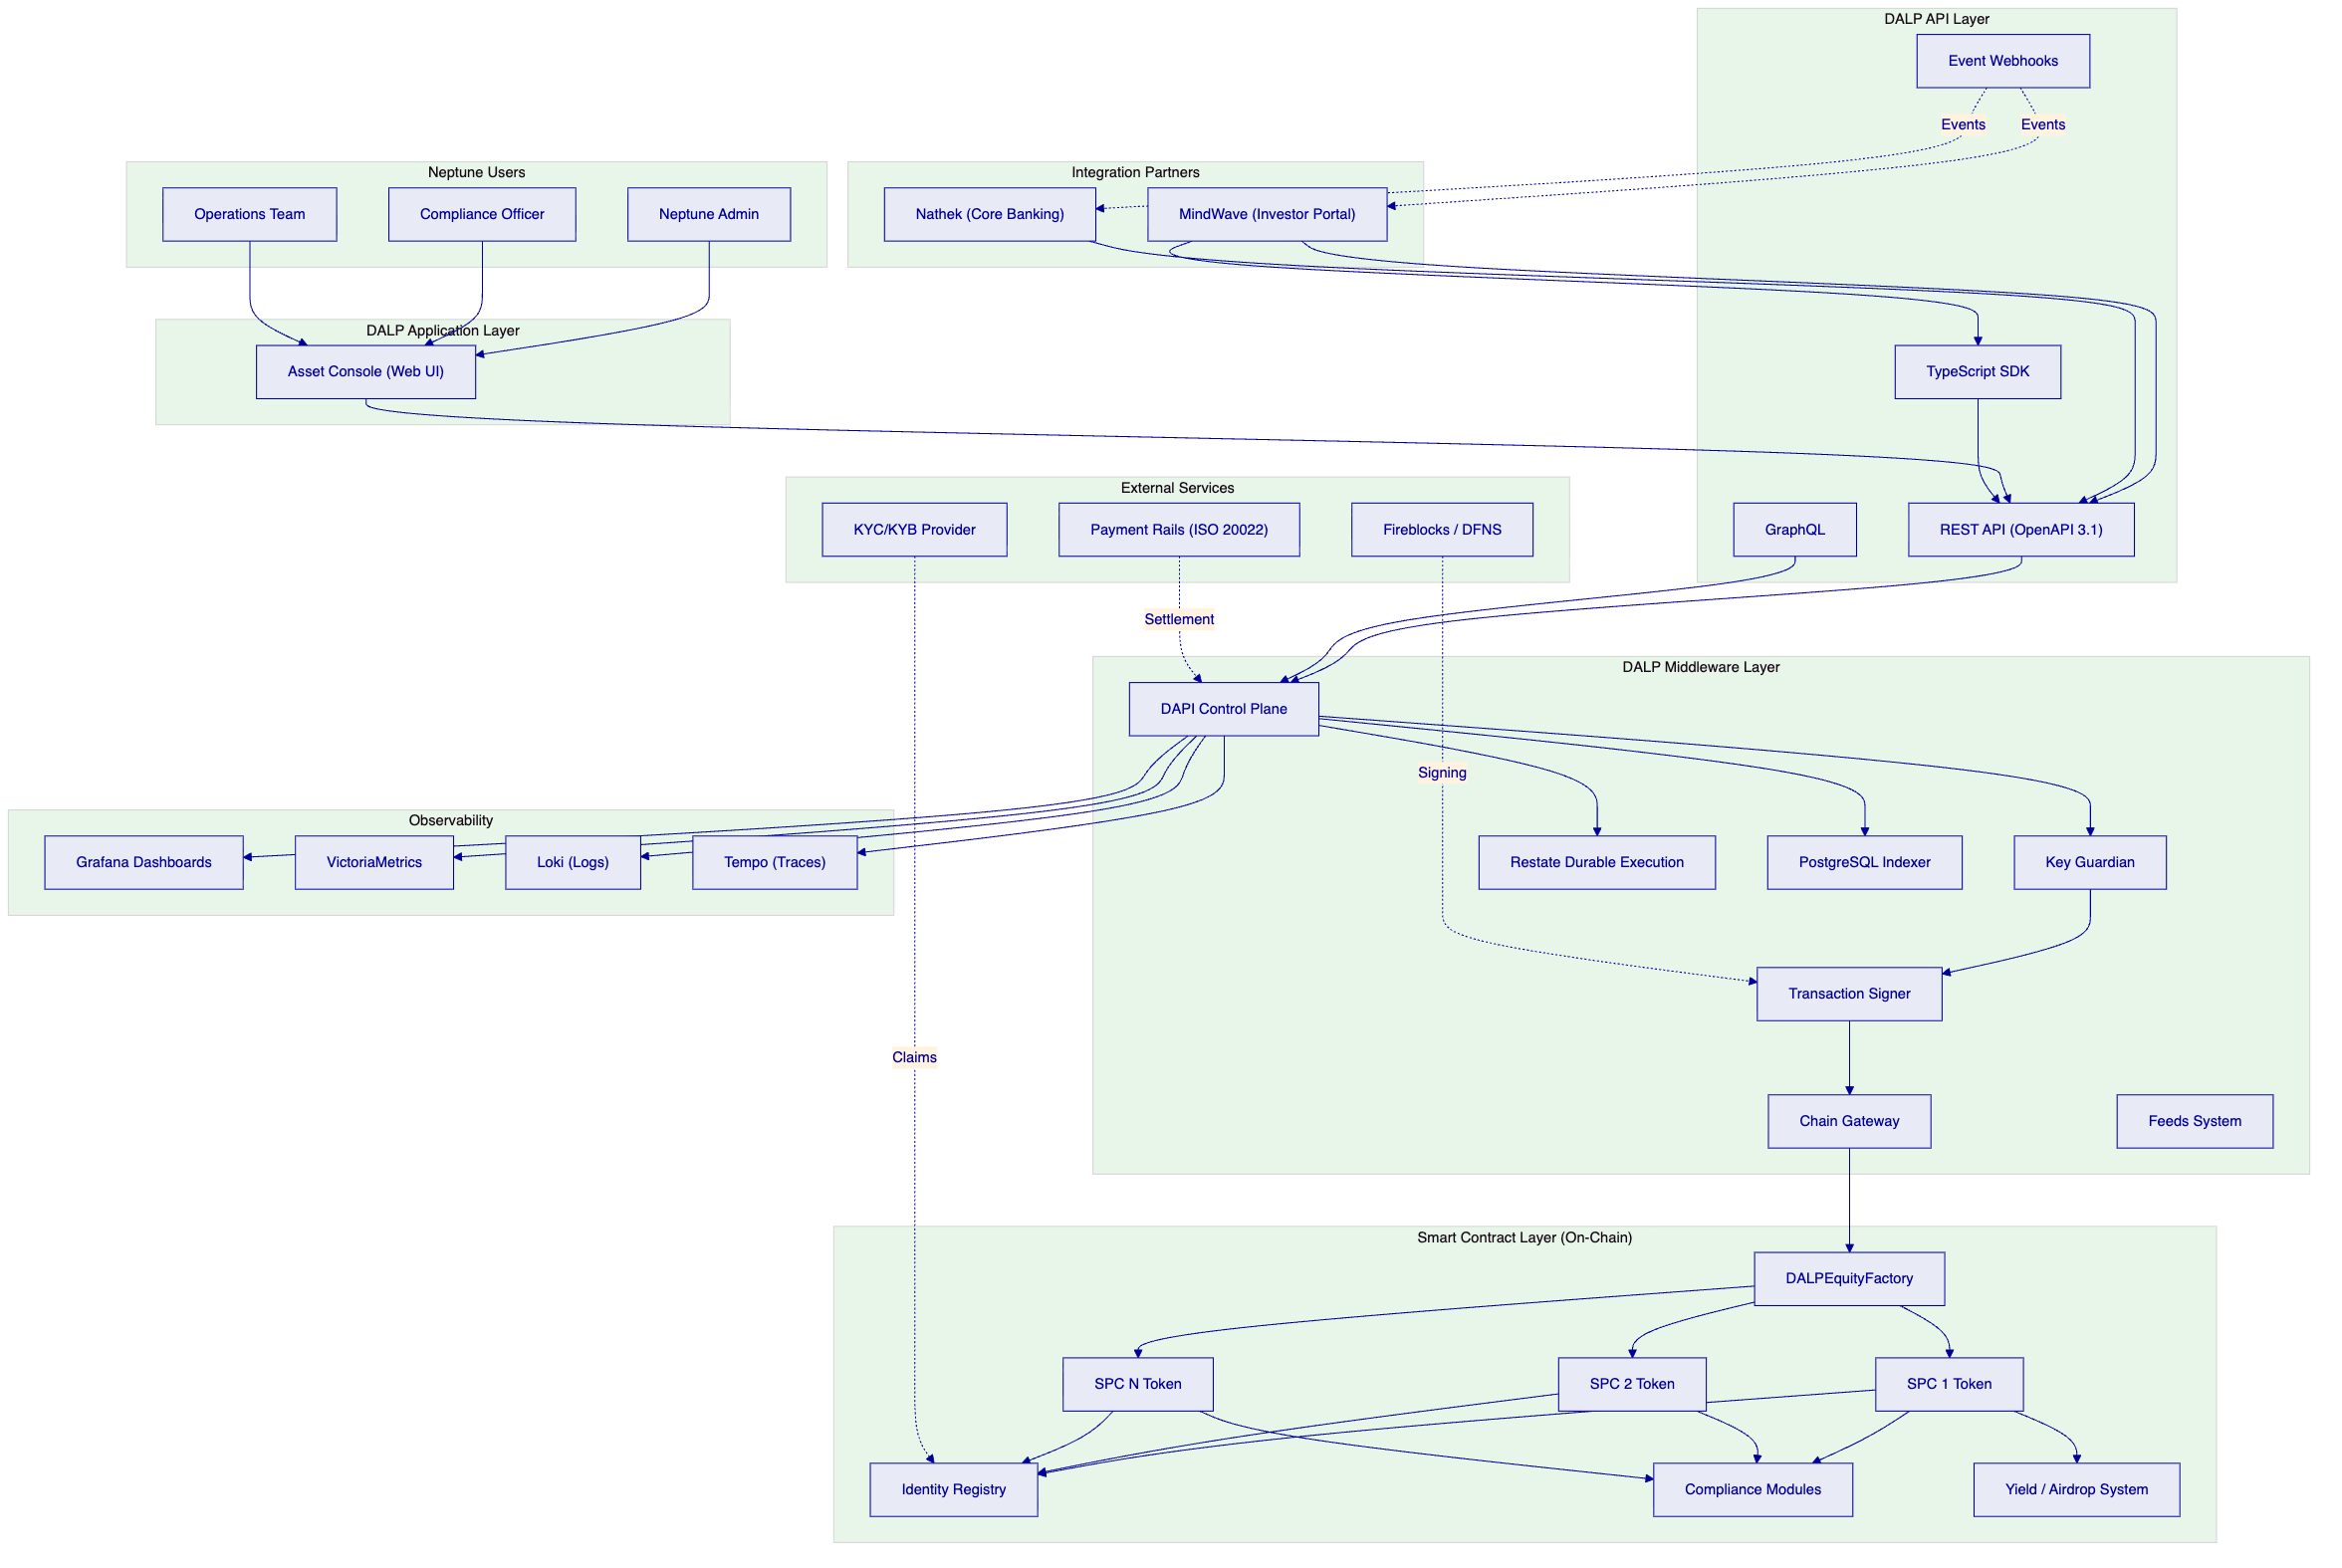 DALP API Layer
Event Webhooks
Events
Events
Neptune Users
Operations Team
Compliance Officer
Neptune Admin
Integration Partners
Nathek (Core Banking)
MindWave (Investor Portal)
DALP Application Layer
Asset Console (Web UI)
TypeScript SDK
External Services
KYC/KYB Provider
Payment Rails (ISO 20022)
Fireblocks / DFNS
GraphQL
REST API (OpenAPI 3.1)
Settlement
DALP Middleware Layer
DAPI Control Plane
Signing
Observability
Grafana Dashboards
VictoriaMetrics
Loki (Logs)
Tempo (Traces)
Restate Durable Execution
PostgreSQL Indexer
Key Guardian
Transaction Signer
Claims
Chain Gateway
Feeds System
Smart Contract Layer (On-Chain)
DALPEquityFactory
SPC N Token
SPC 2 Token
SPC 1 Token
Identity Registry
Compliance Modules
Yield / Airdrop System